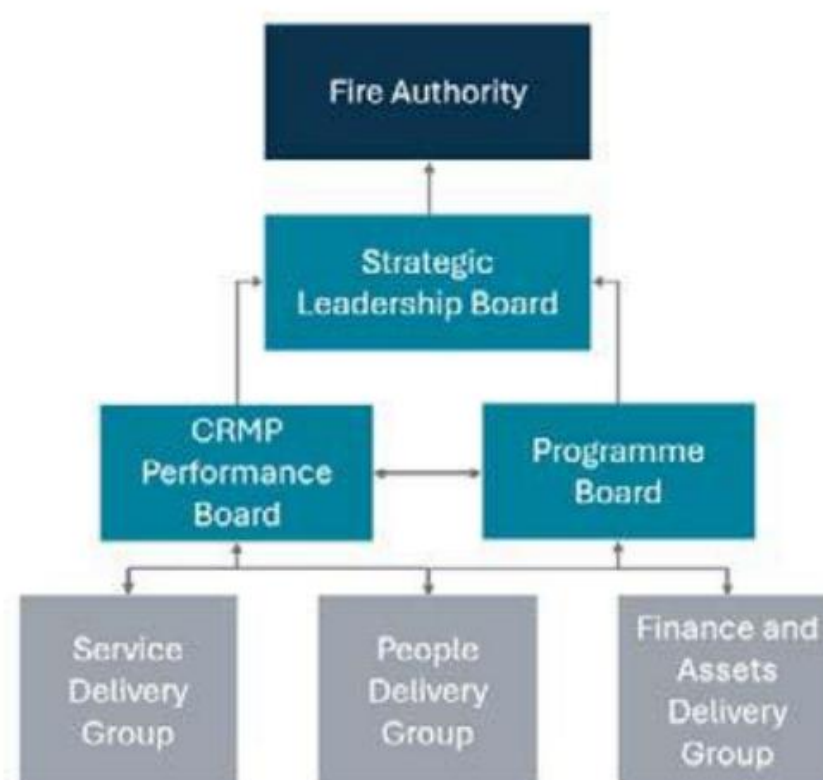 Fire Authority
Strategic
Leadership Board
CRMP
Performance
Board
Programme
Board
Service
Delivery
Group
People
Delivery
Group
Finance and
Assets
Delivery
Group